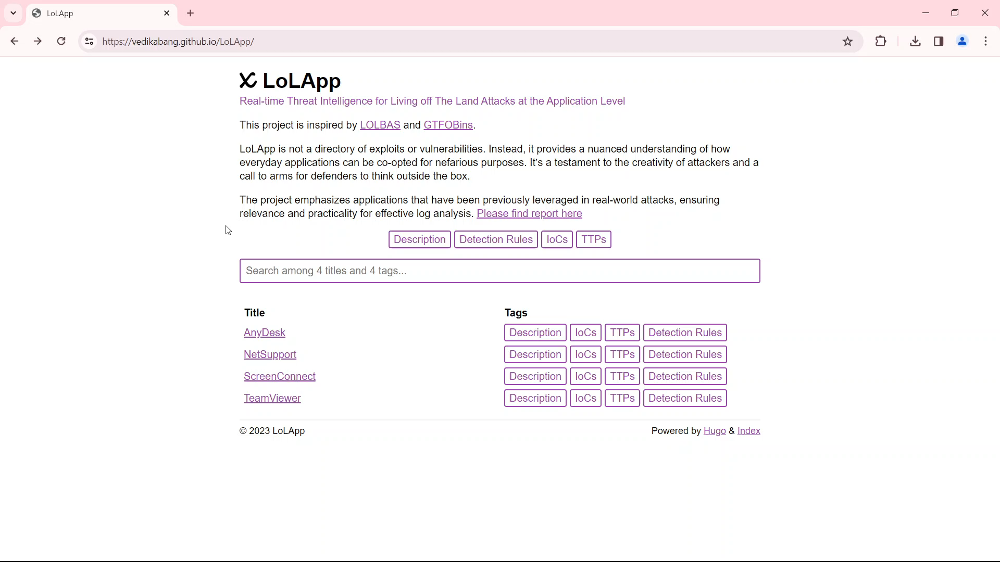 LoLApp
https://vedikabang.github.io/LoLApp/
LoLApp
Real-time Threat Intelligence for Living off The Land Attacks at the Application Level
This project is inspired by LOLBAS and GTFOBins.
LoLApp is not a directory of exploits or vulnerabilities. Instead, it provides a nuanced understanding of how
everyday applications can be co-opted for nefarious purposes. It’s a testament to the creativity of attackers and a
call to arms for defenders to think outside the box.
The project emphasizes applications that have been previously leveraged in real-world attacks, ensuring
relevance and practicality for effective log analysis. Please find report here
Description Detection Rules IoCs TTPs
Search among 4 titles and 4 tags...
Title Tags
AnyDesk Description IoCs TTPs Detection Rules
NetSupport Description IoCs TTPs Detection Rules
ScreenConnect Description IoCs TTPs Detection Rules
TeamViewer Description IoCs TTPs Detection Rules
© 2023 LoLApp Powered by Hugo & Index